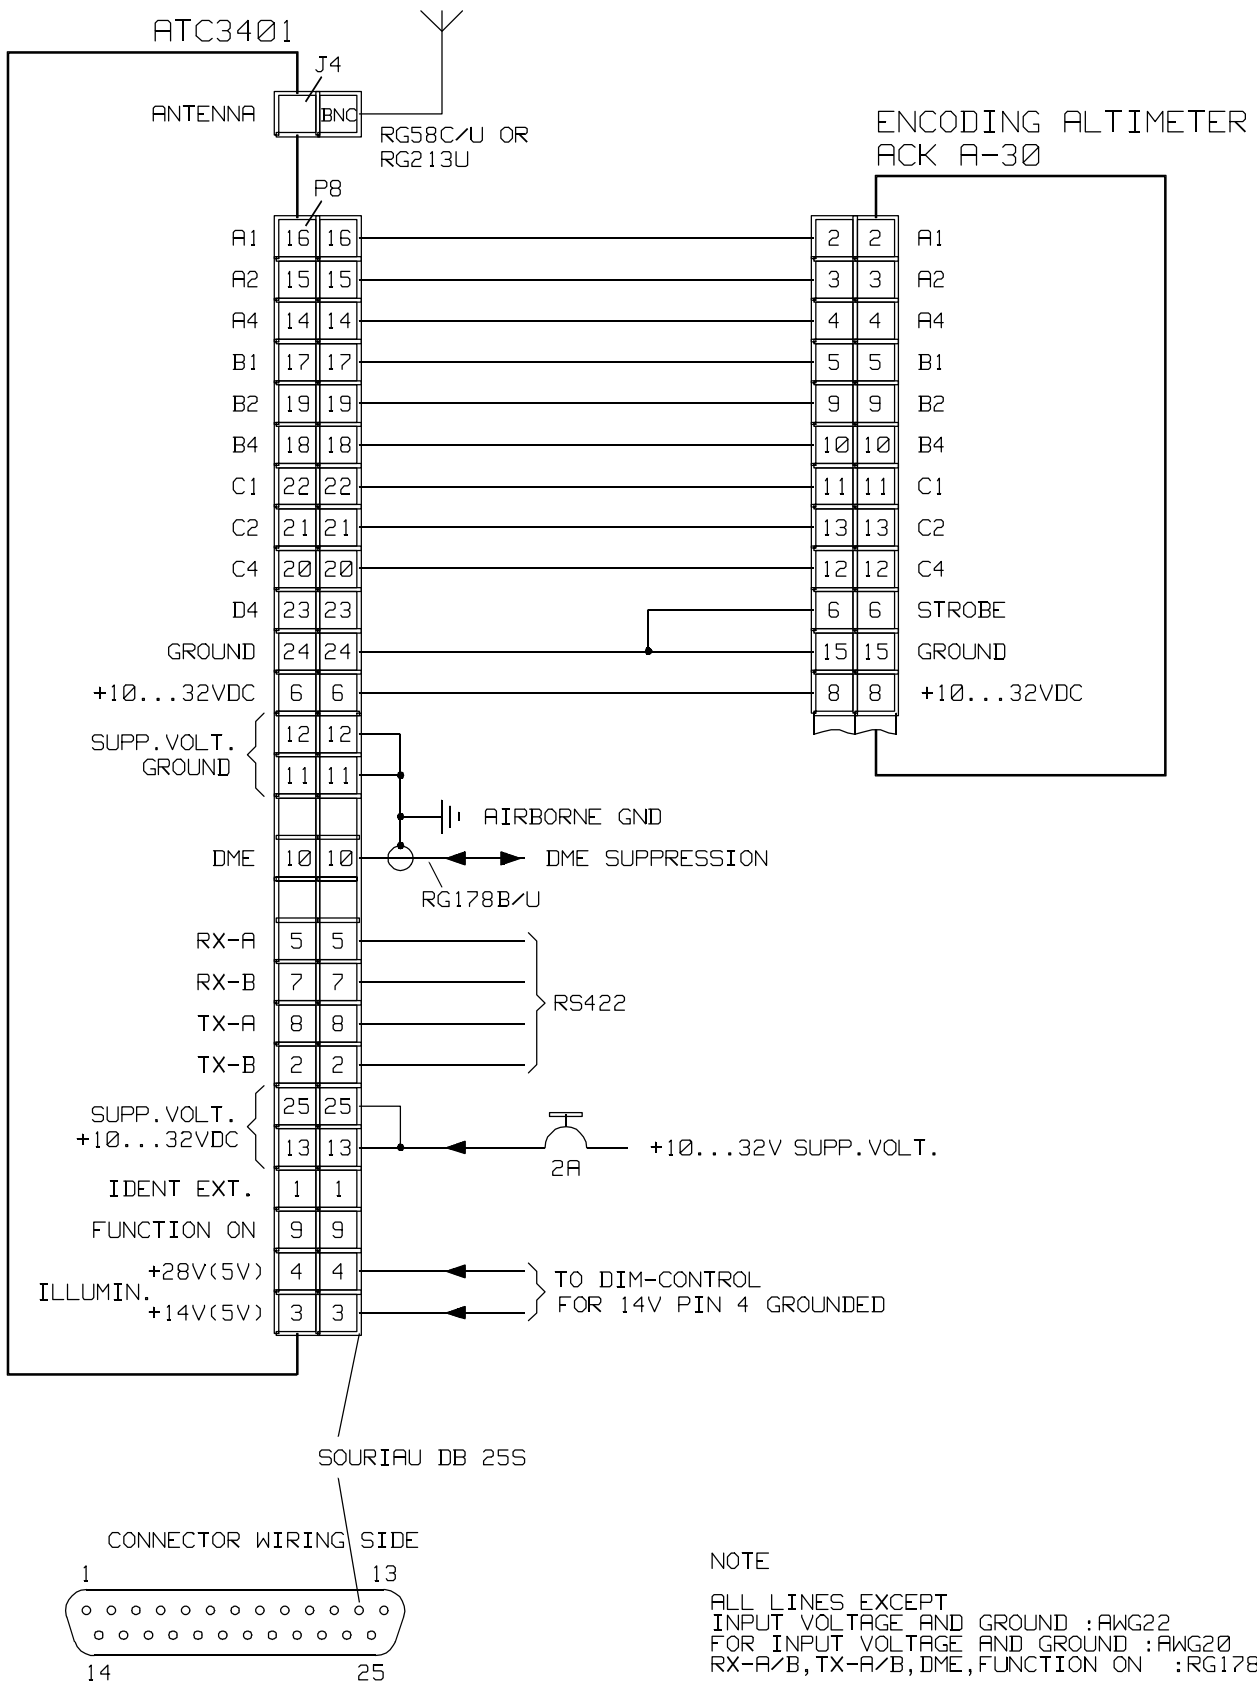 ATC3401
J4
ANTENNA BNC
RG58C/U OR
RG213U
ENCODING ALTIMETER
ACK A-30
P8
A1 16 16 2 2 A1
A2 15 15 3 3 A2
A4 14 14 4 4 A4
B1 17 17 5 5 B1
B2 19 19 9 9 B2
B4 18 18 10 10 B4
C1 22 22 11 11 C1
C2 21 21 13 13 C2
C4 20 20 12 12 C4
D4 23 23 6 6 STROBE
GROUND 24 24 15 15 GROUND
+10...32VDC 6 6 8 8 +10...32VDC
SUPP.VOLT.
GROUND
12 12
11 11
AIRBORNE GND
DME 10 10 DME SUPPRESSION
RG178B/U
RX-A 5 5
RX-B 7 7
RS422
TX-A 8 8
TX-B 2 2
SUPP.VOLT.
+10...32VDC
25 25
13 13
2A
+10...32V SUPP.VOLT.
IDENT EXT. 1 1
FUNCTION ON 9 9
ILLUMIN.
+28V(5V) 4 4
+14V(5V) 3 3
TO DIM-CONTROL
FOR 14V PIN 4 GROUNDED
SOURIAU DB 25S
CONNECTOR WIRING SIDE
1 13
14 25
NOTE
ALL LINES EXCEPT
INPUT VOLTAGE AND GROUND :AWG22
FOR INPUT VOLTAGE AND GROUND :AWG20
RX-A/B,TX-A/B,DME,FUNCTION ON :RG178